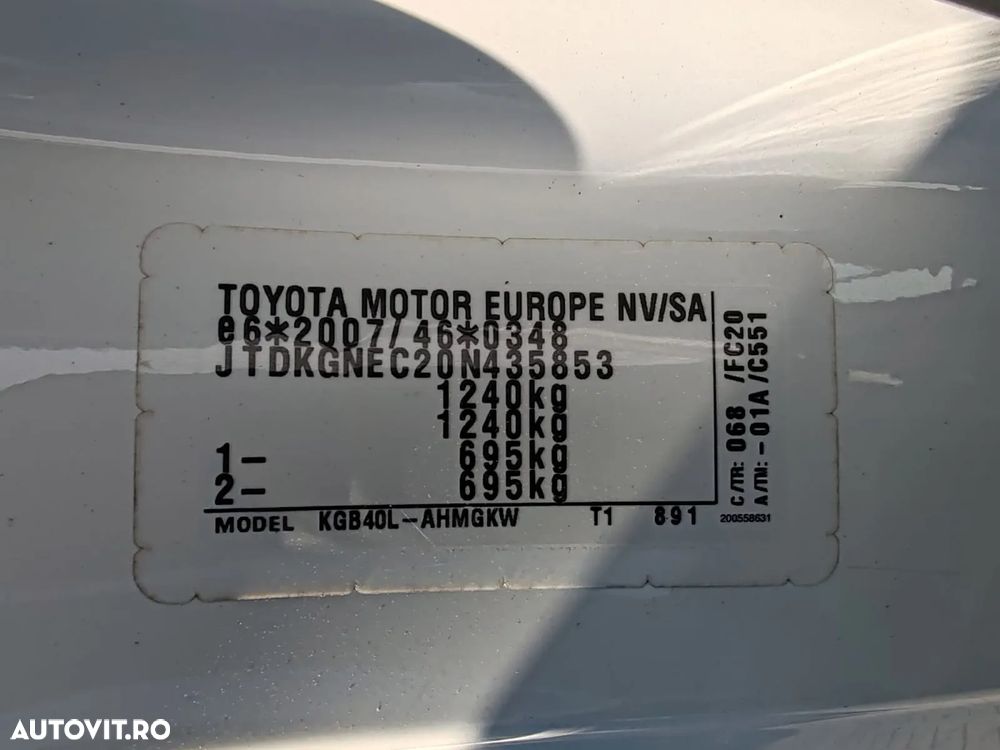 TOYOTA MOTOR EUROPE NV/SA
e6*2007/46*0348
JTDKGNEC20N435853
1240kg
1240kg
1- 695kg
2- 695kg
MODEL KGB40L-AHMGKW T1 891
C/TR: 068 /FC20
A/TM: -01A /C551
200558631
AUTOVIT.RO